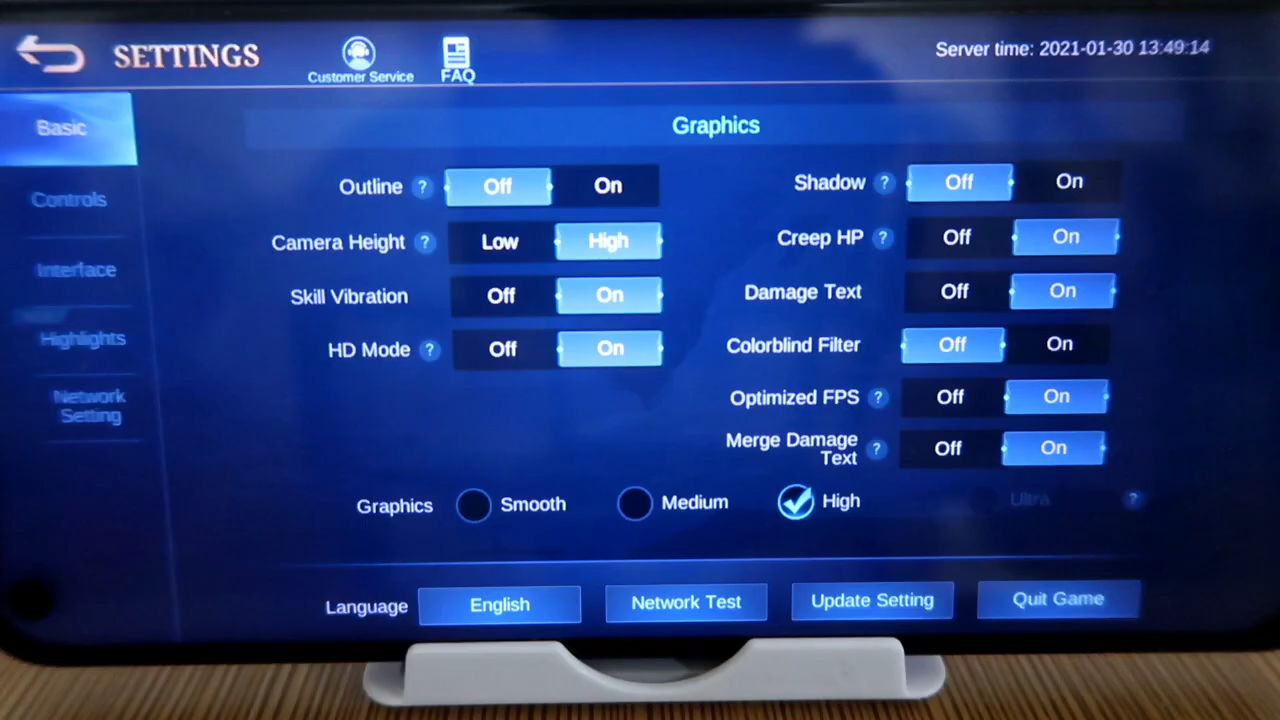 SETTINGS
Customer Service
FAQ
Server time: 2021-01-30 13:49:14
Basic
Controls
Interface
Highlights
Network
Setting
Graphics
Outline ? Off On
Shadow ? Off On
Camera Height ? Low High
Creep HP ? Off On
Skill Vibration Off On
Damage Text Off On
HD Mode ? Off On
Colorblind Filter Off On
Optimized FPS ? Off On
Merge Damage
Text ? Off On
Graphics Smooth Medium High Ultra ?
Language English Network Test Update Setting Quit Game